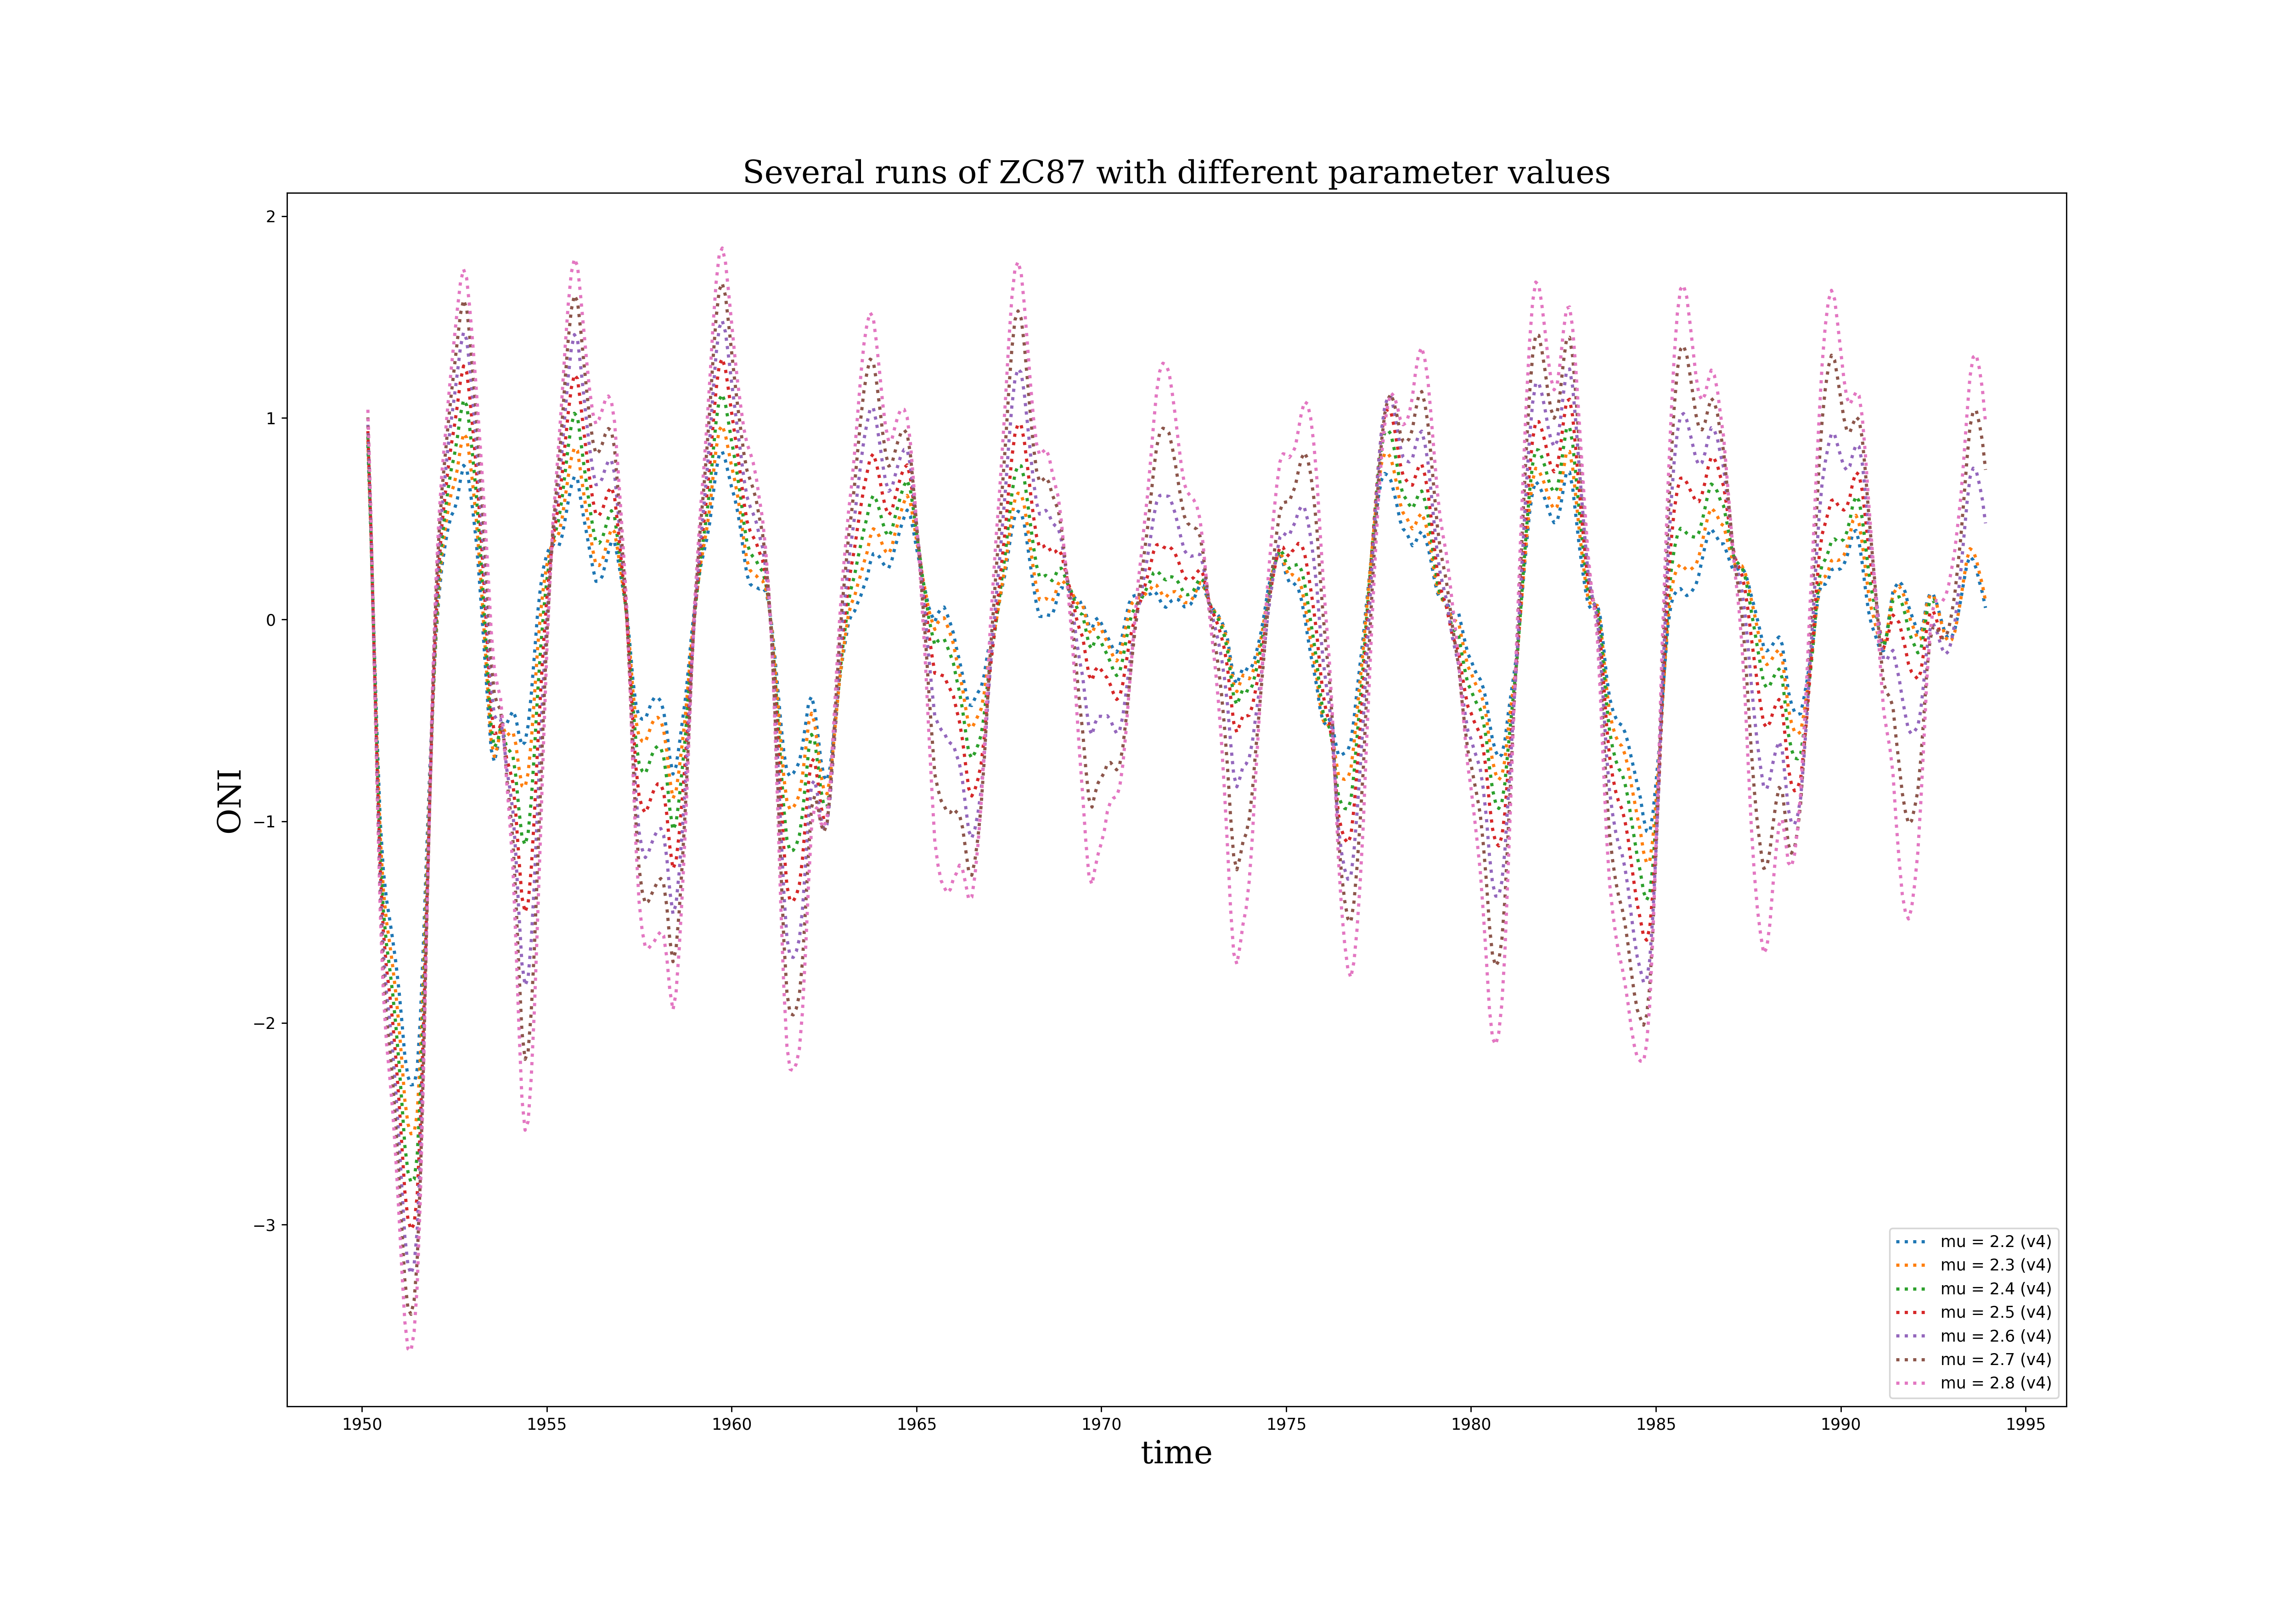 Several runs of ZC87 with different parameter values
2
1
0
−1
−2
−3
ONI
1950 1955 1960 1965 1970 1975 1980 1985 1990 1995
time
mu = 2.2 (v4)
mu = 2.3 (v4)
mu = 2.4 (v4)
mu = 2.5 (v4)
mu = 2.6 (v4)
mu = 2.7 (v4)
mu = 2.8 (v4)